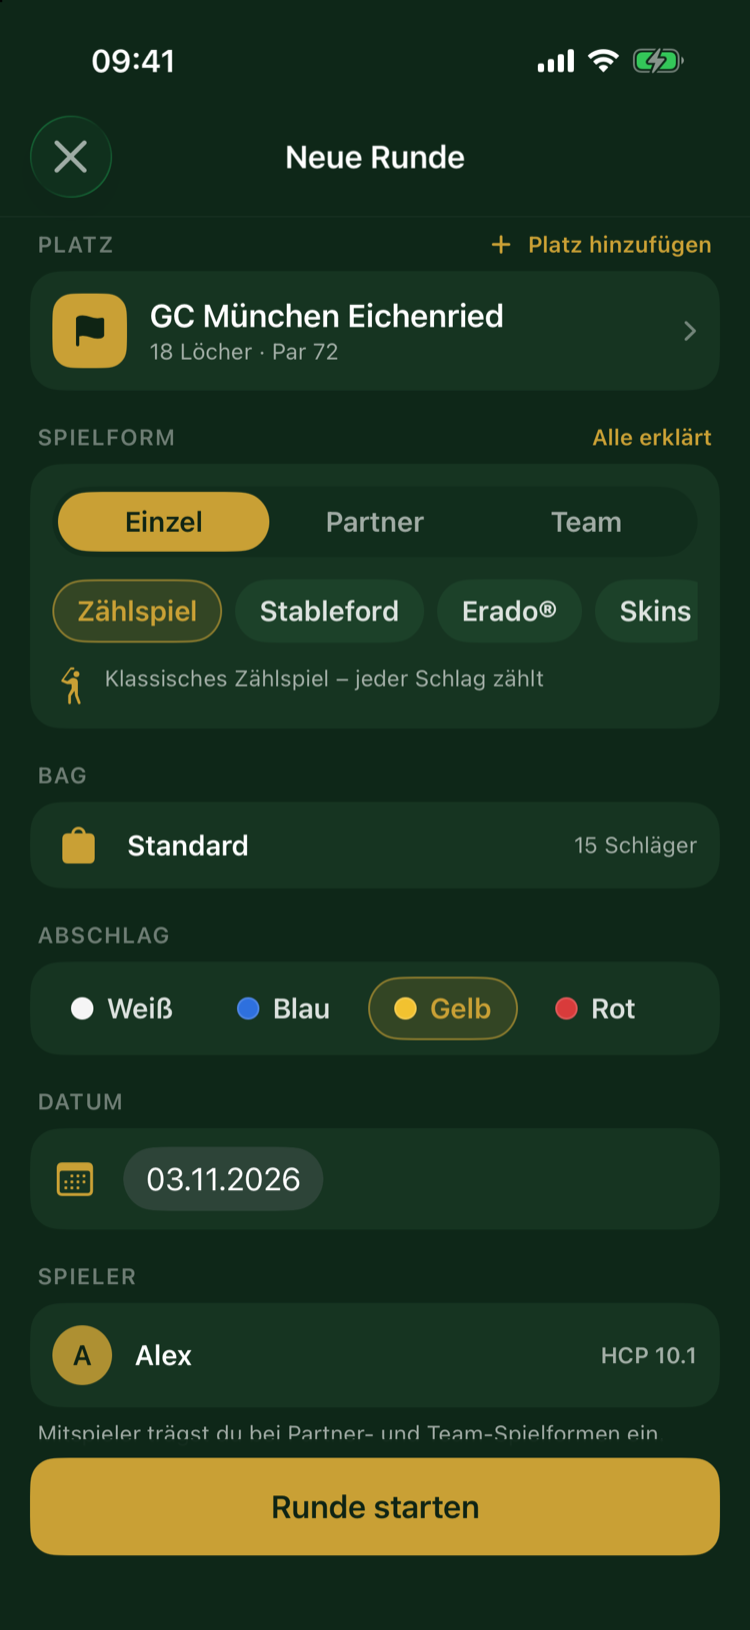 09:41
Neue Runde
PLATZ
+ Platz hinzufügen
GC München Eichenried
18 Löcher · Par 72
SPIELFORM
Alle erklärt
Einzel
Partner
Team
Zählspiel
Stableford
Erado®
Skins
Klassisches Zählspiel – jeder Schlag zählt
BAG
Standard
15 Schläger
ABSCHLAG
Weiß
Blau
Gelb
Rot
DATUM
03.11.2026
SPIELER
A
Alex
HCP 10.1
Mitspieler trägst du bei Partner- und Team-Spielformen ein
Runde starten